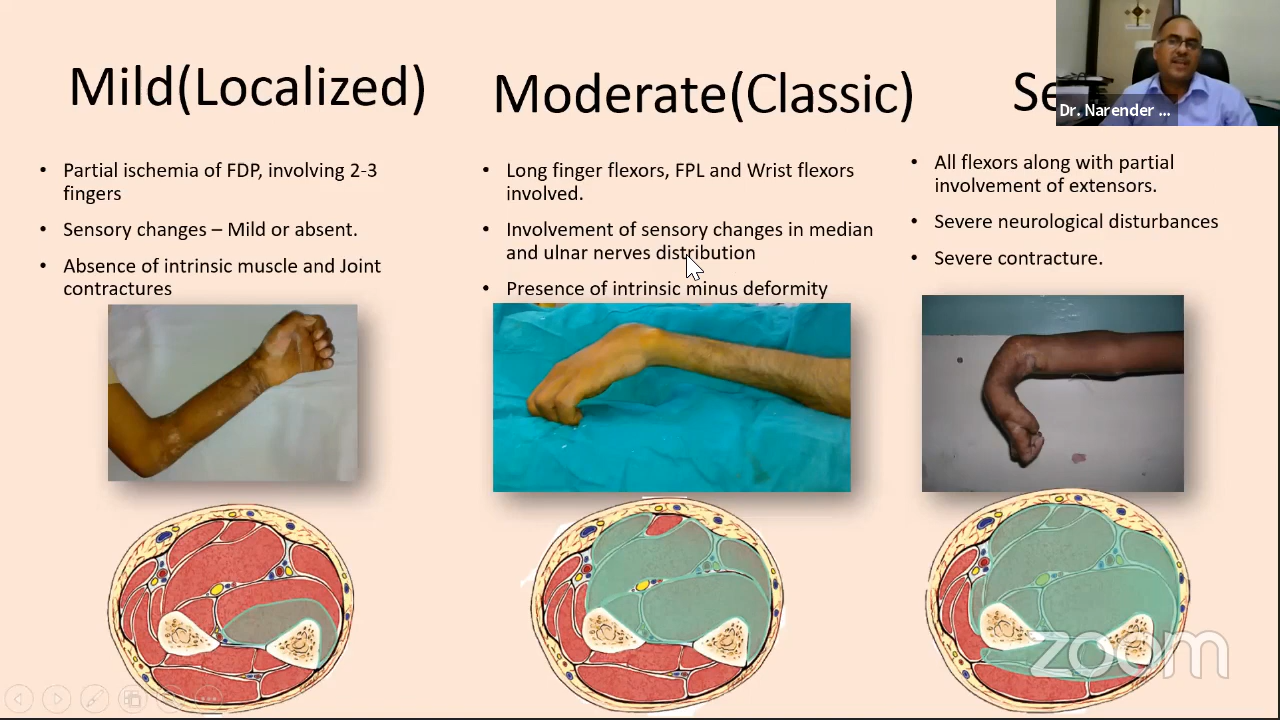 Mild(Localized)
Moderate(Classic)
Dr. Narender ...
• Partial ischemia of FDP, involving 2-3
fingers
• Sensory changes – Mild or absent.
• Absence of intrinsic muscle and Joint
contractures
• Long finger flexors, FPL and Wrist flexors
involved.
• Involvement of sensory changes in median
and ulnar nerves distribution
• Presence of intrinsic minus deformity
• All flexors along with partial
involvement of extensors.
• Severe neurological disturbances
• Severe contracture.
zoom